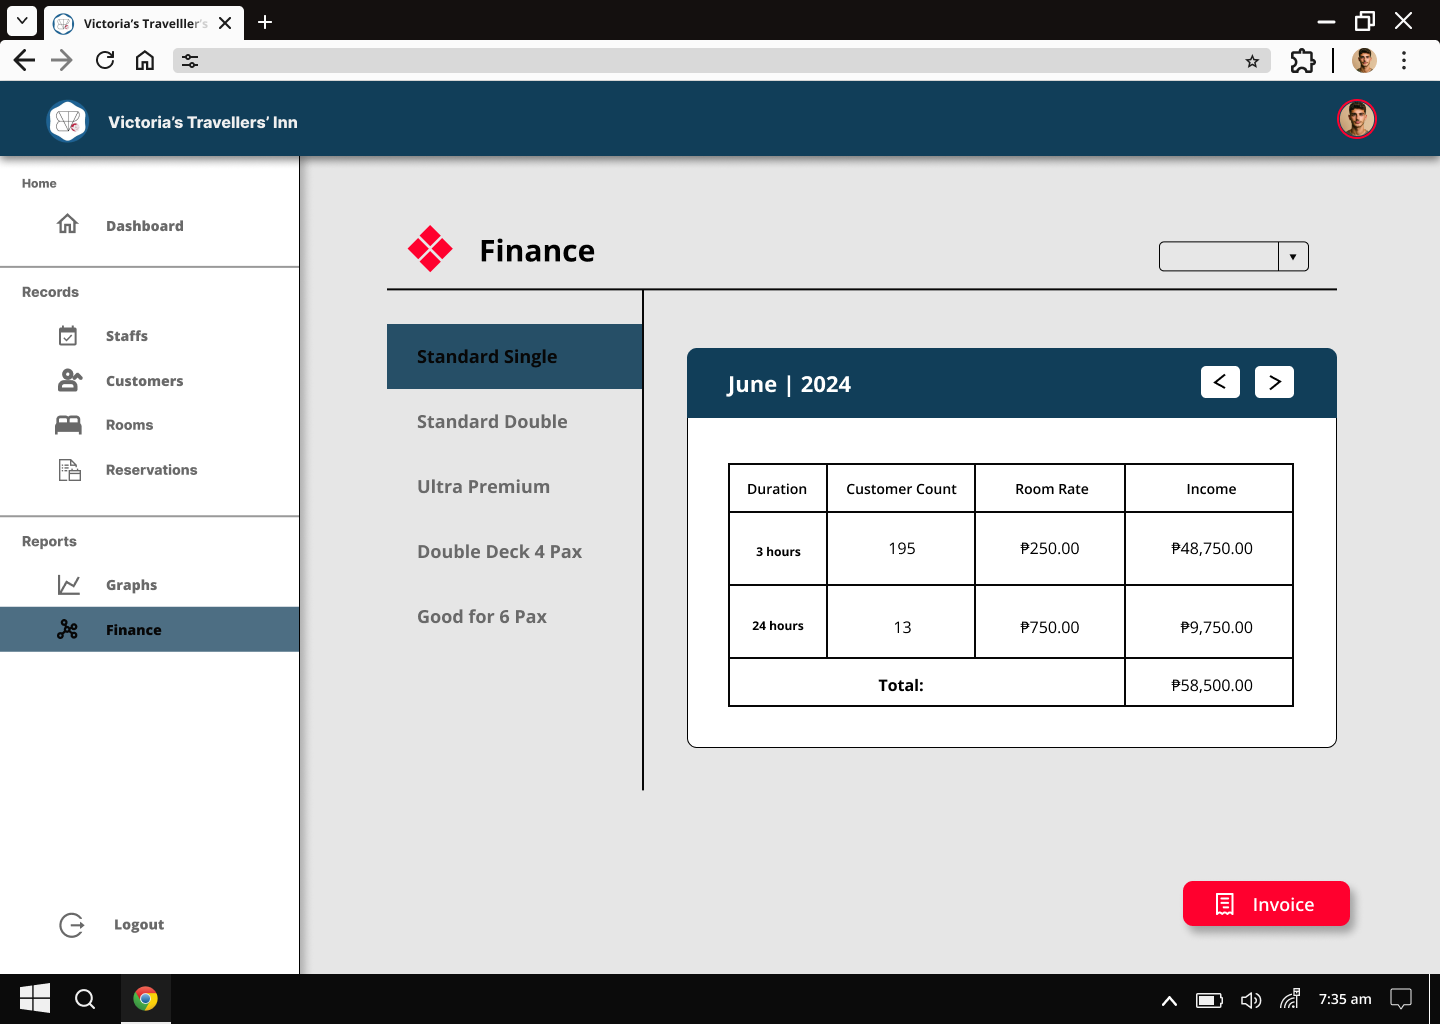 Victoria's Travelller's
Victoria's Travellers' Inn
Home
Dashboard
Records
Staffs
Customers
Rooms
Reservations
Reports
Graphs
Finance
Logout
Finance
Standard Single
Standard Double
Ultra Premium
Double Deck 4 Pax
Good for 6 Pax
June | 2024
< >
Duration Customer Count Room Rate Income
3 hours 195 ₱250.00 ₱48,750.00
24 hours 13 ₱750.00 ₱9,750.00
Total: ₱58,500.00
Invoice
7:35 am